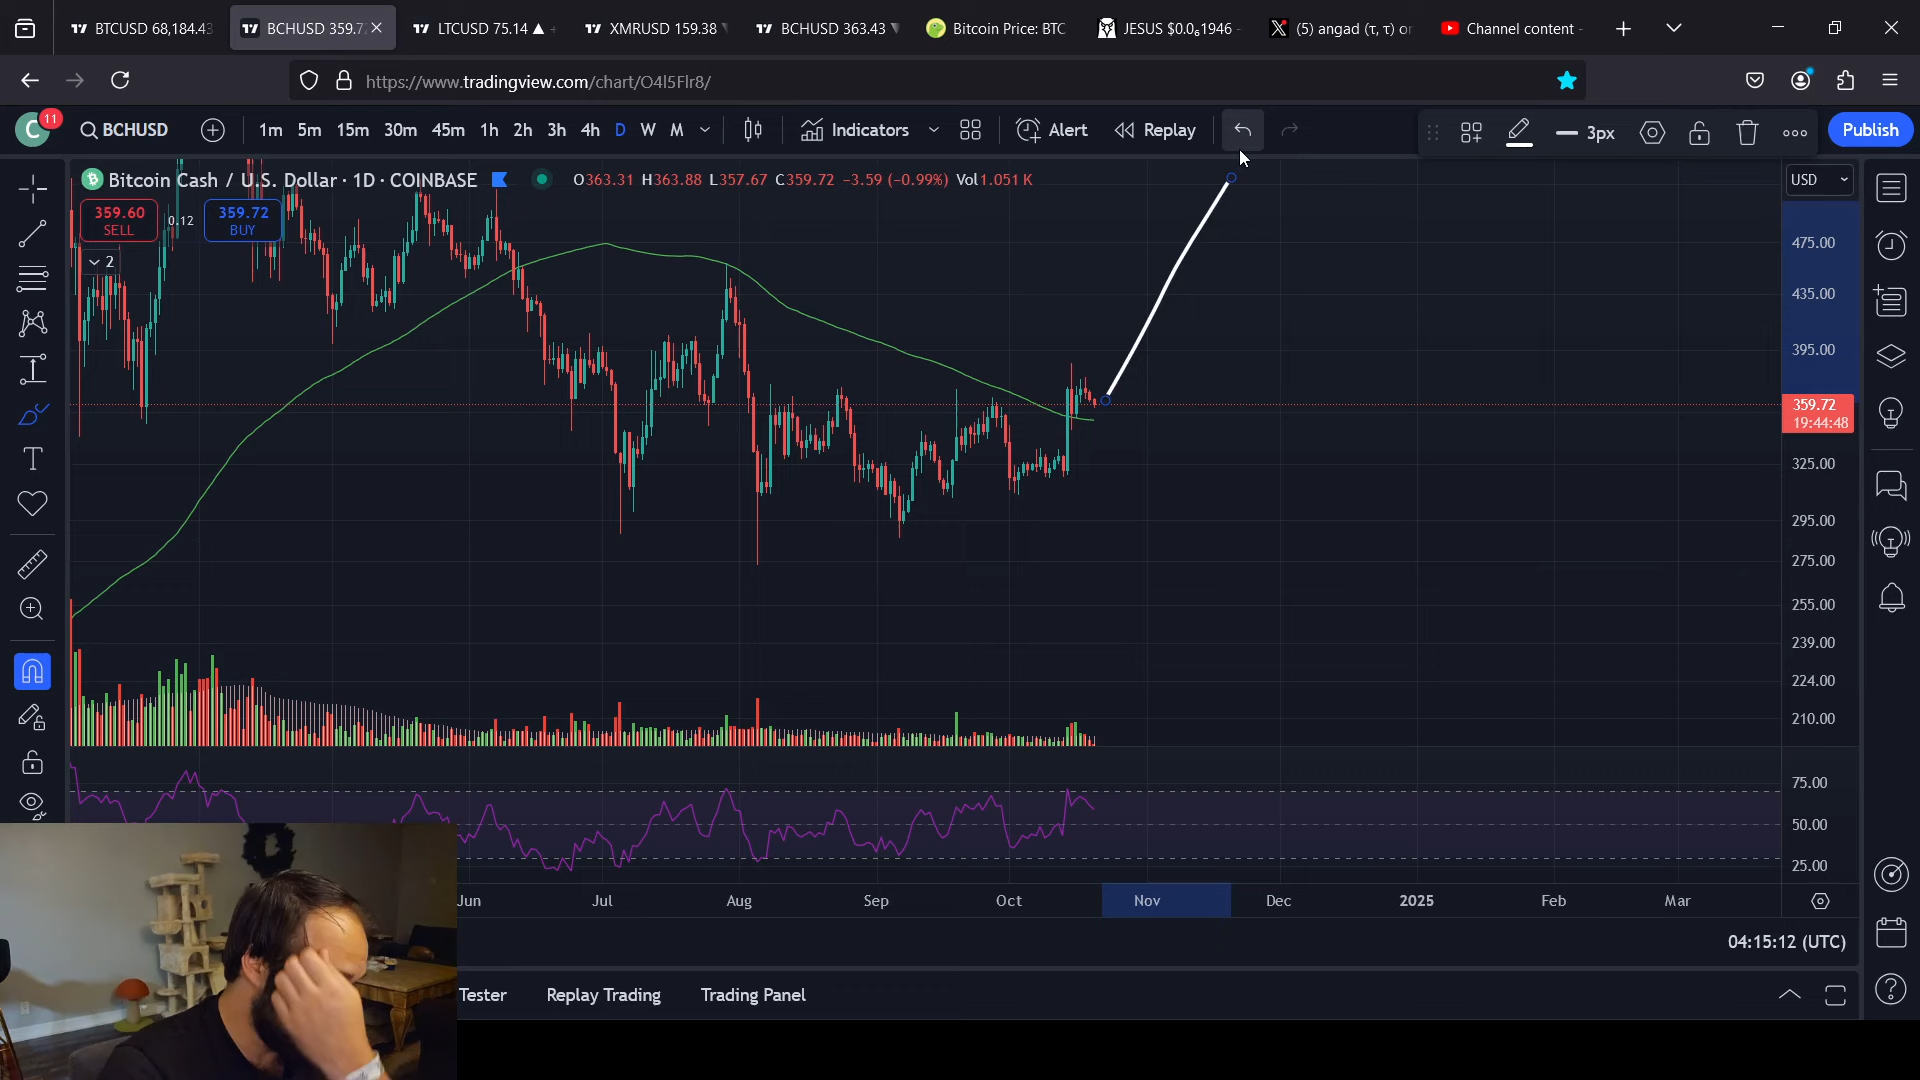 BTCUSD 68,184.43
BCHUSD 359.7
LTCUSD 75.14 ▲ +
XMRUSD 159.38
BCHUSD 363.43 ▼
Bitcoin Price: BTC
JESUS $0.0₆1946 -
(5) angad (τ, τ) o
Channel content -
https://www.tradingview.com/chart/O4l5Flr8/
C
11
BCHUSD
1m 5m 15m 30m 45m 1h 2h 3h 4h D W M
Indicators
Alert
Replay
3px
Publish
Bitcoin Cash / U.S. Dollar · 1D · COINBASE
O363.31 H363.88 L357.67 C359.72 -3.59 (-0.99%) Vol1.051 K
USD
359.60
SELL
0.12
359.72
BUY
2
475.00
435.00
395.00
359.72
19:44:48
325.00
295.00
275.00
255.00
239.00
224.00
210.00
75.00
50.00
25.00
Jun Jul Aug Sep Oct Nov Dec 2025 Feb Mar
04:15:12 (UTC)
Tester
Replay Trading
Trading Panel